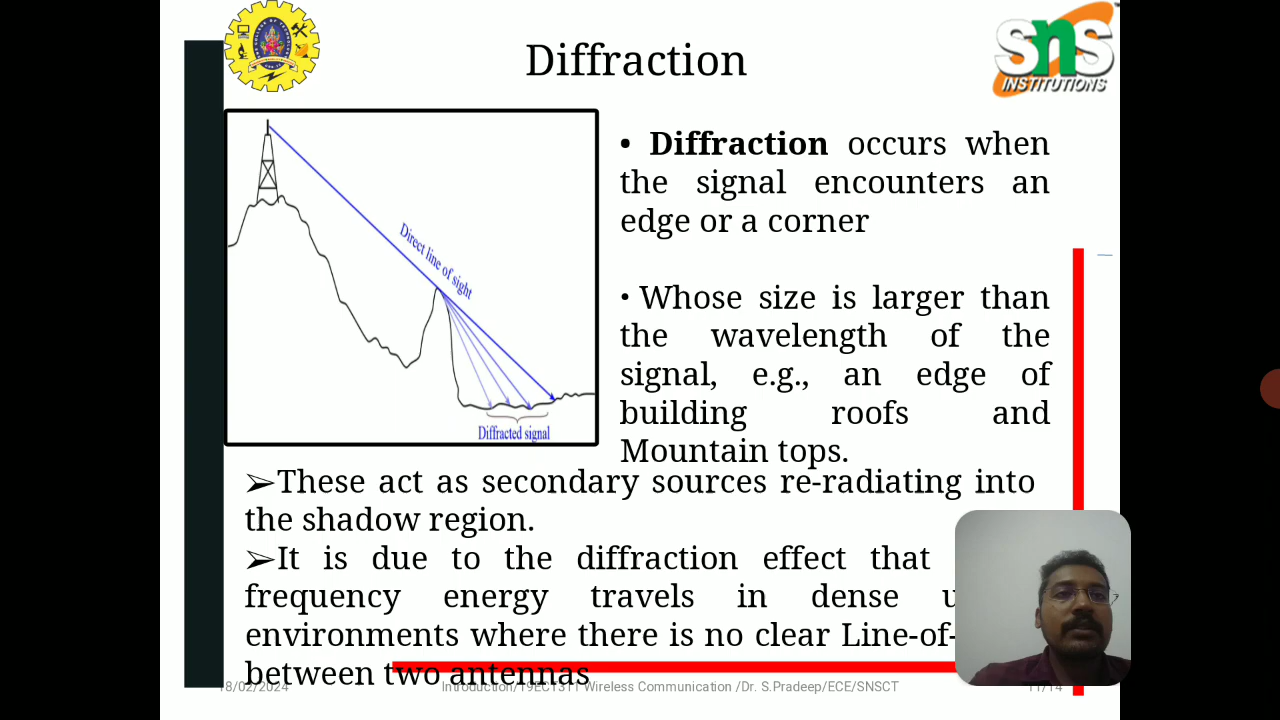 Diffraction
SnS
INSTITUTIONS
Direct line of sight
Diffracted signal
• Diffraction occurs when
the signal encounters an
edge or a corner
• Whose size is larger than
the wavelength of the
signal, e.g., an edge of
building roofs and
Mountain tops.
➢These act as secondary sources re-radiating into
the shadow region.
➢It is due to the diffraction effect that
frequency energy travels in dense
environments where there is no clear Line-of-
between two antennas
18/02/2024
Introduction/19ECT311 Wireless Communication /Dr. S.Pradeep/ECE/SNSCT
11/14